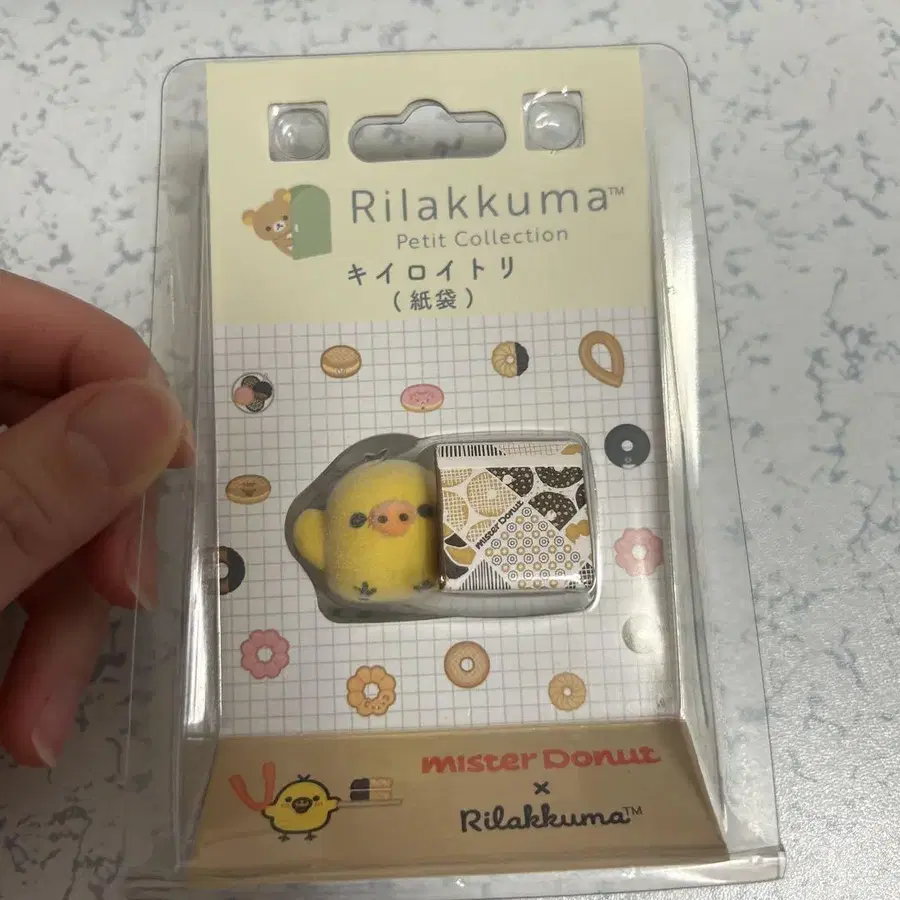 Rilakkuma™
Petit Collection
キイロイトリ
(紙袋)
mister Donut
mister Donut
×
Rilakkuma™